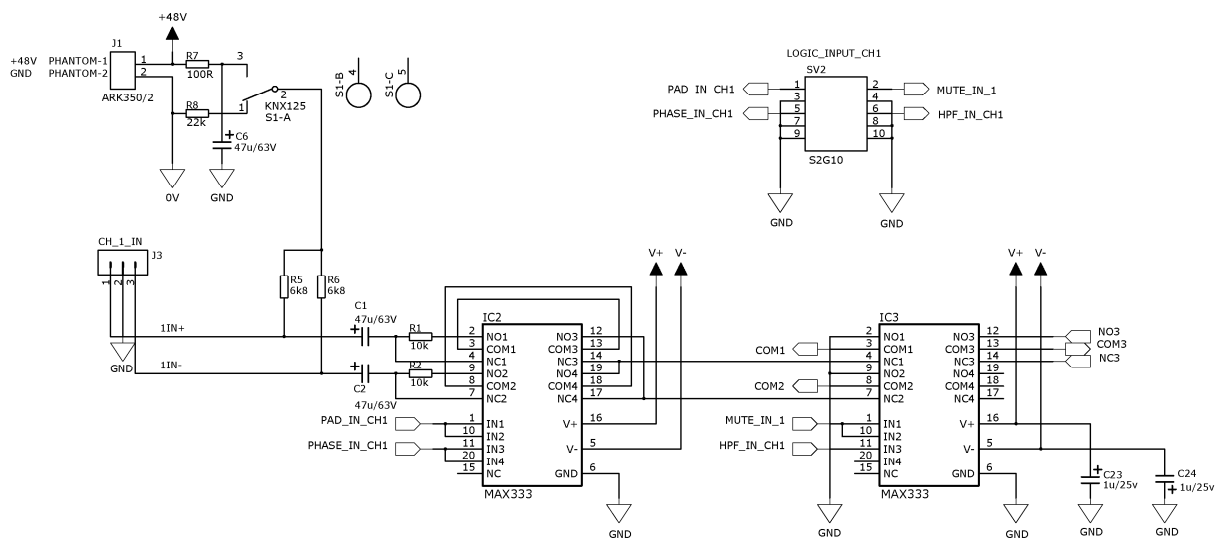 +48V
J1
+48V PHANTOM-1
GND PHANTOM-2
1
2
ARK350/2
R7
100R
R8
22k
3
1
2
KNX125
S1-A
S1-B
4
S1-C
5
C6
47u/63V
0V
GND
LOGIC_INPUT_CH1
SV2
PAD_IN_CH1
1
3
PHASE_IN_CH1
5
7
9
2
MUTE_IN_1
4
6
HPF_IN_CH1
8
10
S2G10
GND
GND
CH_1_IN
J3
1
2
3
GND
1IN+
1IN-
R5
6k8
R6
6k8
C1
47u/63V
R1
10k
R2
10k
C2
47u/63V
PAD_IN_CH1
PHASE_IN_CH1
IC2
2 NO1
3 COM1
4 NC1
9 NO2
8 COM2
7 NC2
1 IN1
10 IN2
11 IN3
20 IN4
15 NC
NO3 12
COM3 13
NC3 14
NO4 19
COM4 18
NC4 17
V+ 16
V- 5
GND 6
MAX333
V+
V-
GND
COM1
COM2
MUTE_IN_1
HPF_IN_CH1
GND
IC3
2 NO1
3 COM1
4 NC1
9 NO2
8 COM2
7 NC2
1 IN1
10 IN2
11 IN3
20 IN4
15 NC
NO3 12
COM3 13
NC3 14
NO4 19
COM4 18
NC4 17
V+ 16
V- 5
GND 6
MAX333
V+
V-
NO3
COM3
NC3
GND
C23
1u/25v
GND
C24
1u/25v
GND